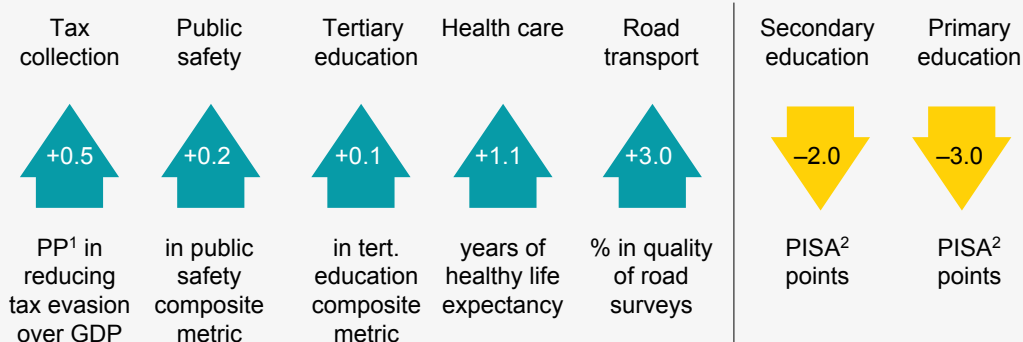 Tax
collection
Public
safety
Tertiary
education
Health care
Road
transport
Secondary
education
Primary
education
+0.5
+0.2
+0.1
+1.1
+3.0
–2.0
–3.0
PP¹ in
reducing
tax evasion
over GDP
in public
safety
composite
metric
in tert.
education
composite
metric
years of
healthy life
expectancy
% in quality
of road
surveys
PISA²
points
PISA²
points